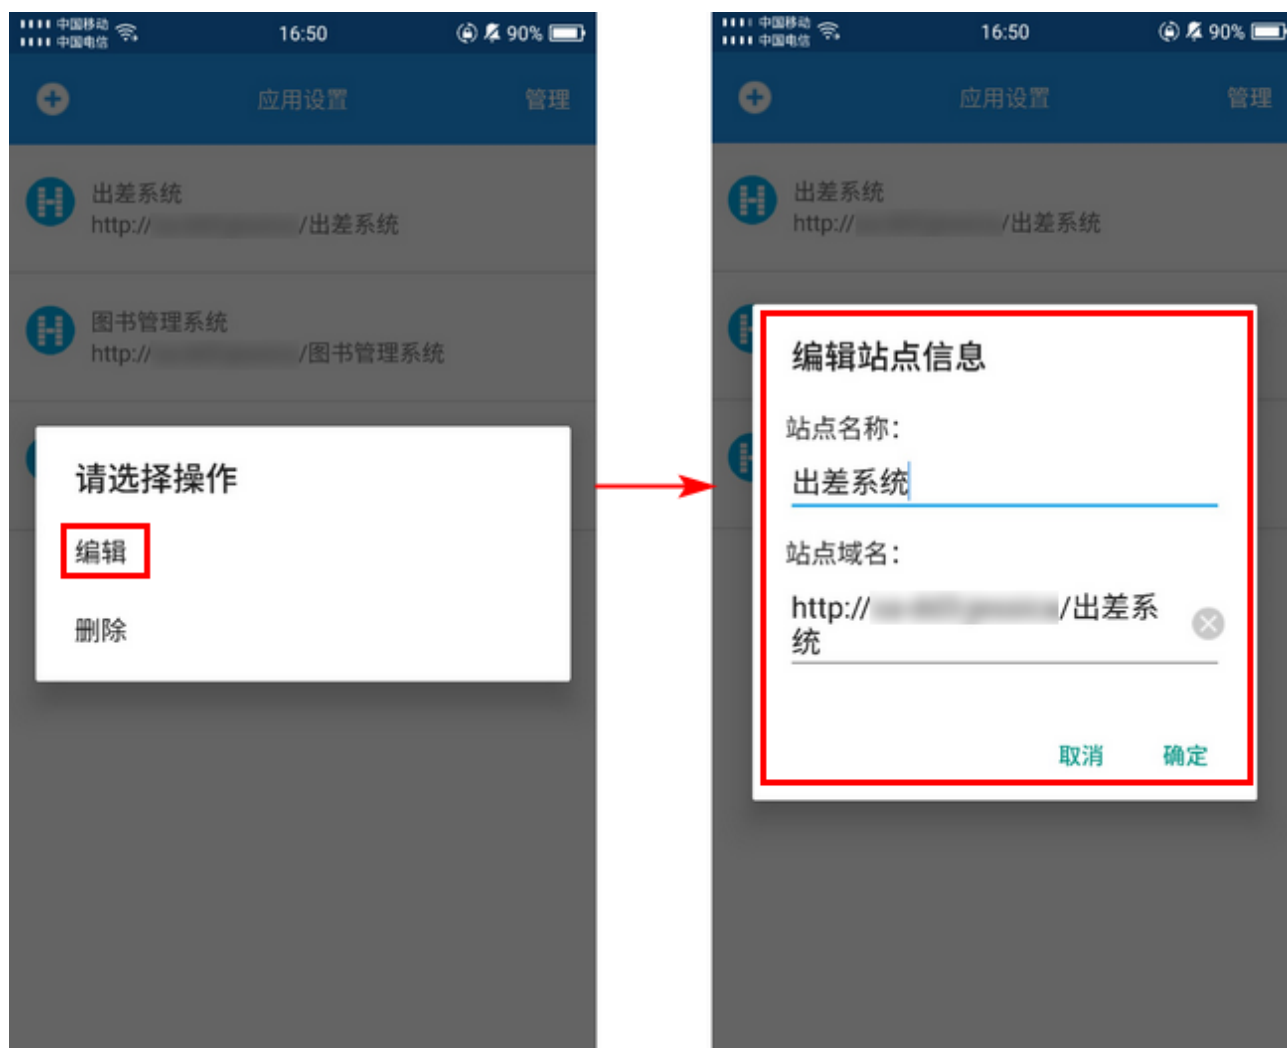 中国移动
中国电信
16:50
90%
应用设置
管理
出差系统
http:// /出差系统
图书管理系统
http:// /图书管理系统
请选择操作
编辑
删除
中国移动
中国电信
16:50
90%
应用设置
管理
出差系统
http:// /出差系统
编辑站点信息
站点名称：
出差系统
站点域名：
http:// /出差系
统
取消
确定